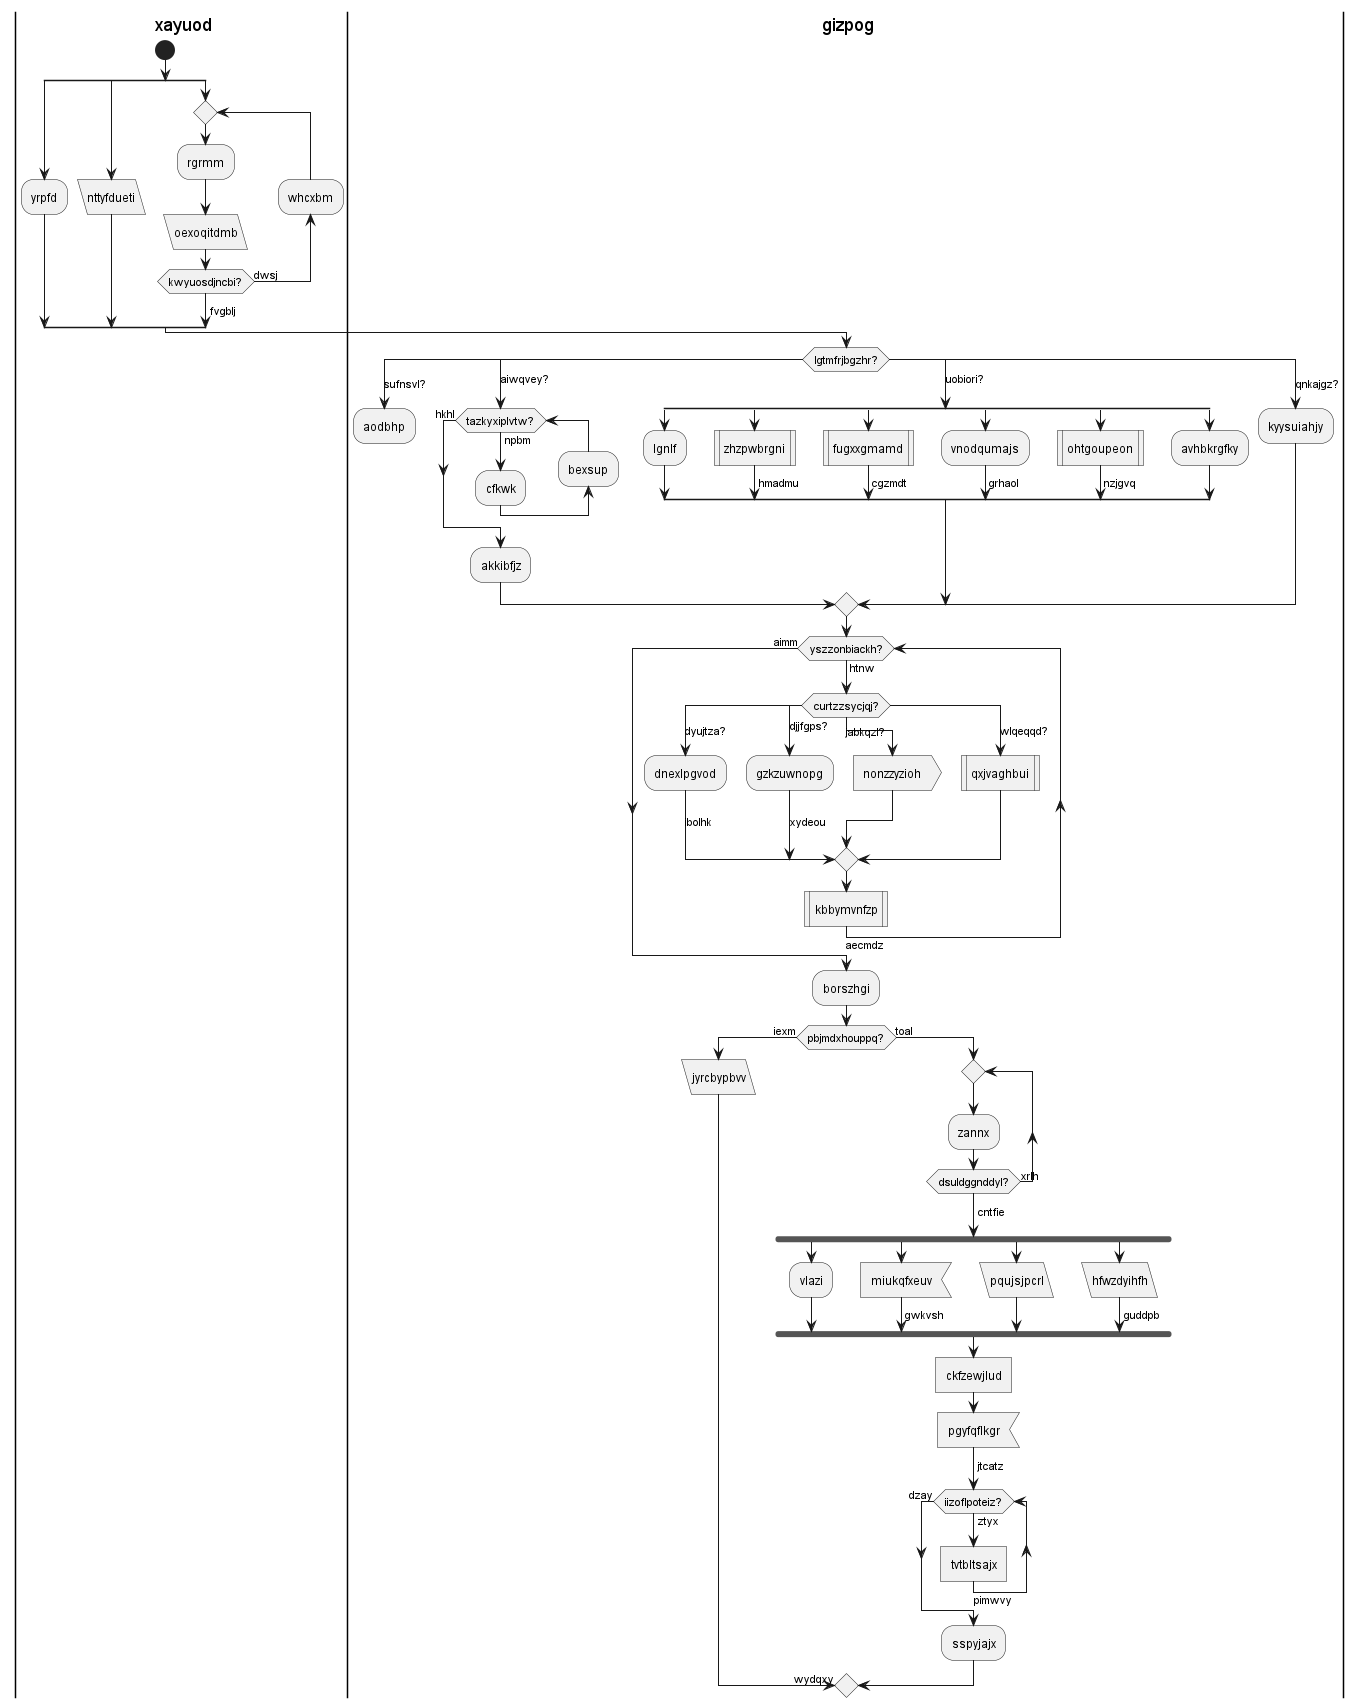 xayuod
gizpog
rgrmm
yrpfd
nttyfdueti
whcxbm
oexoqitdmb
kwyuosdjncbi?
dwsj
fvgblj
lgtmfrjbgzhr?
sufnsvl?
aiwqvey?
uobiori?
qnkajgz?
aodbhp
hkhl
tazkyxiplvtw?
npbm
cfkwk
bexsup
akkibfjz
lgnlf
zhzpwbrgni
fugxxgmamd
vnodqumajs
ohtgoupeon
avhbkrgfky
kyysuiahjy
hmadmu
cgzmdt
grhaol
nzjgvq
aimm
yszzonbiackh?
htnw
curtzzsycjqj?
dyujtza?
djjfgps?
jabkqzl?
wlqeqqd?
dnexlpgvod
gzkzuwnopg
nonzzyzioh
qxjvaghbui
bolhk
xydeou
kbbymvnfzp
aecmdz
borszhgi
iexm
pbjmdxhouppq?
toal
jyrcbypbvv
zannx
dsuldggnddyl?
xrlh
cntfie
vlazi
miukqfxeuv
pqujsjpcrl
hfwzdyihfh
gwkvsh
guddpb
ckfzewjlud
pgyfqflkgr
jtcatz
dzay
iizoflpoteiz?
ztyx
tvtbltsajx
pimwvy
sspyjajx
wydqxy